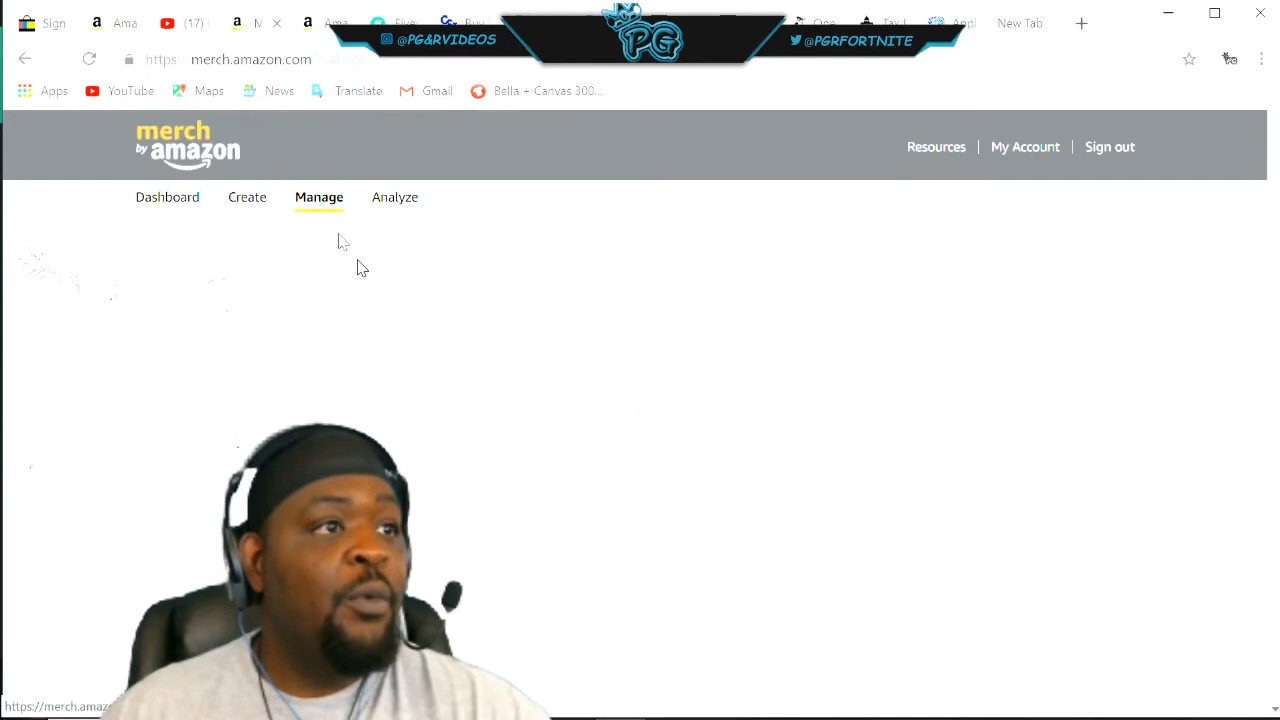 Sign
Ama
(17)
M
Ama
Fiver
Buy
One
Tax I
Appl
New Tab
@PG&RVIDEOS
PG
@PGRFORTNITE
https://merch.amazon.com
Apps
YouTube
Maps
News
Translate
Gmail
Bella + Canvas 300...
merch
by amazon
Resources
My Account
Sign out
Dashboard
Create
Manage
Analyze
https://merch.amaz